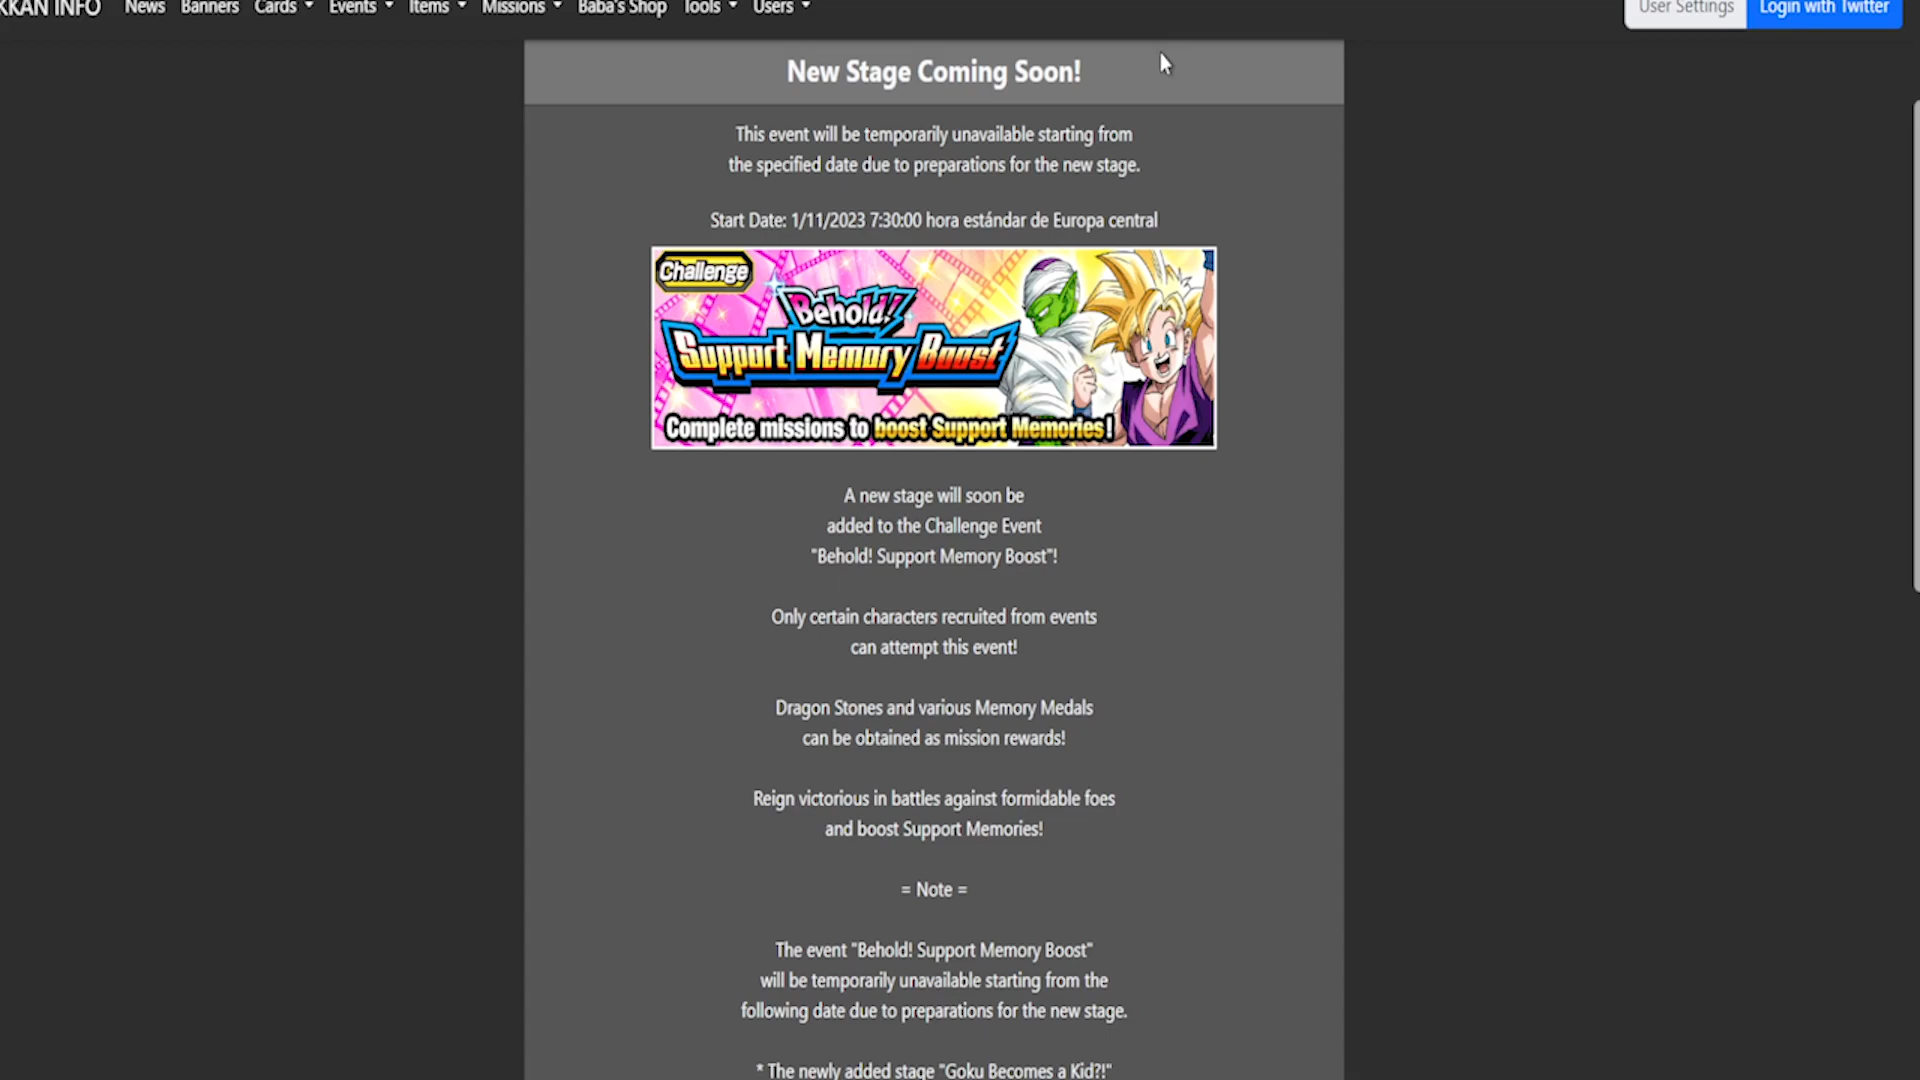 KKAN INFO News Banners Cards Events Items Missions Baba's Shop Tools Users User Settings Login with Twitter
New Stage Coming Soon!
This event will be temporarily unavailable starting from
the specified date due to preparations for the new stage.
Start Date: 1/11/2023 7:30:00 hora estándar de Europa central
Challenge
Behold!
Support Memory Boost
Complete missions to boost Support Memories!
A new stage will soon be
added to the Challenge Event
"Behold! Support Memory Boost"!
Only certain characters recruited from events
can attempt this event!
Dragon Stones and various Memory Medals
can be obtained as mission rewards!
Reign victorious in battles against formidable foes
and boost Support Memories!
= Note =
The event "Behold! Support Memory Boost"
will be temporarily unavailable starting from the
following date due to preparations for the new stage.
* The newly added stage "Goku Becomes a Kid?!"